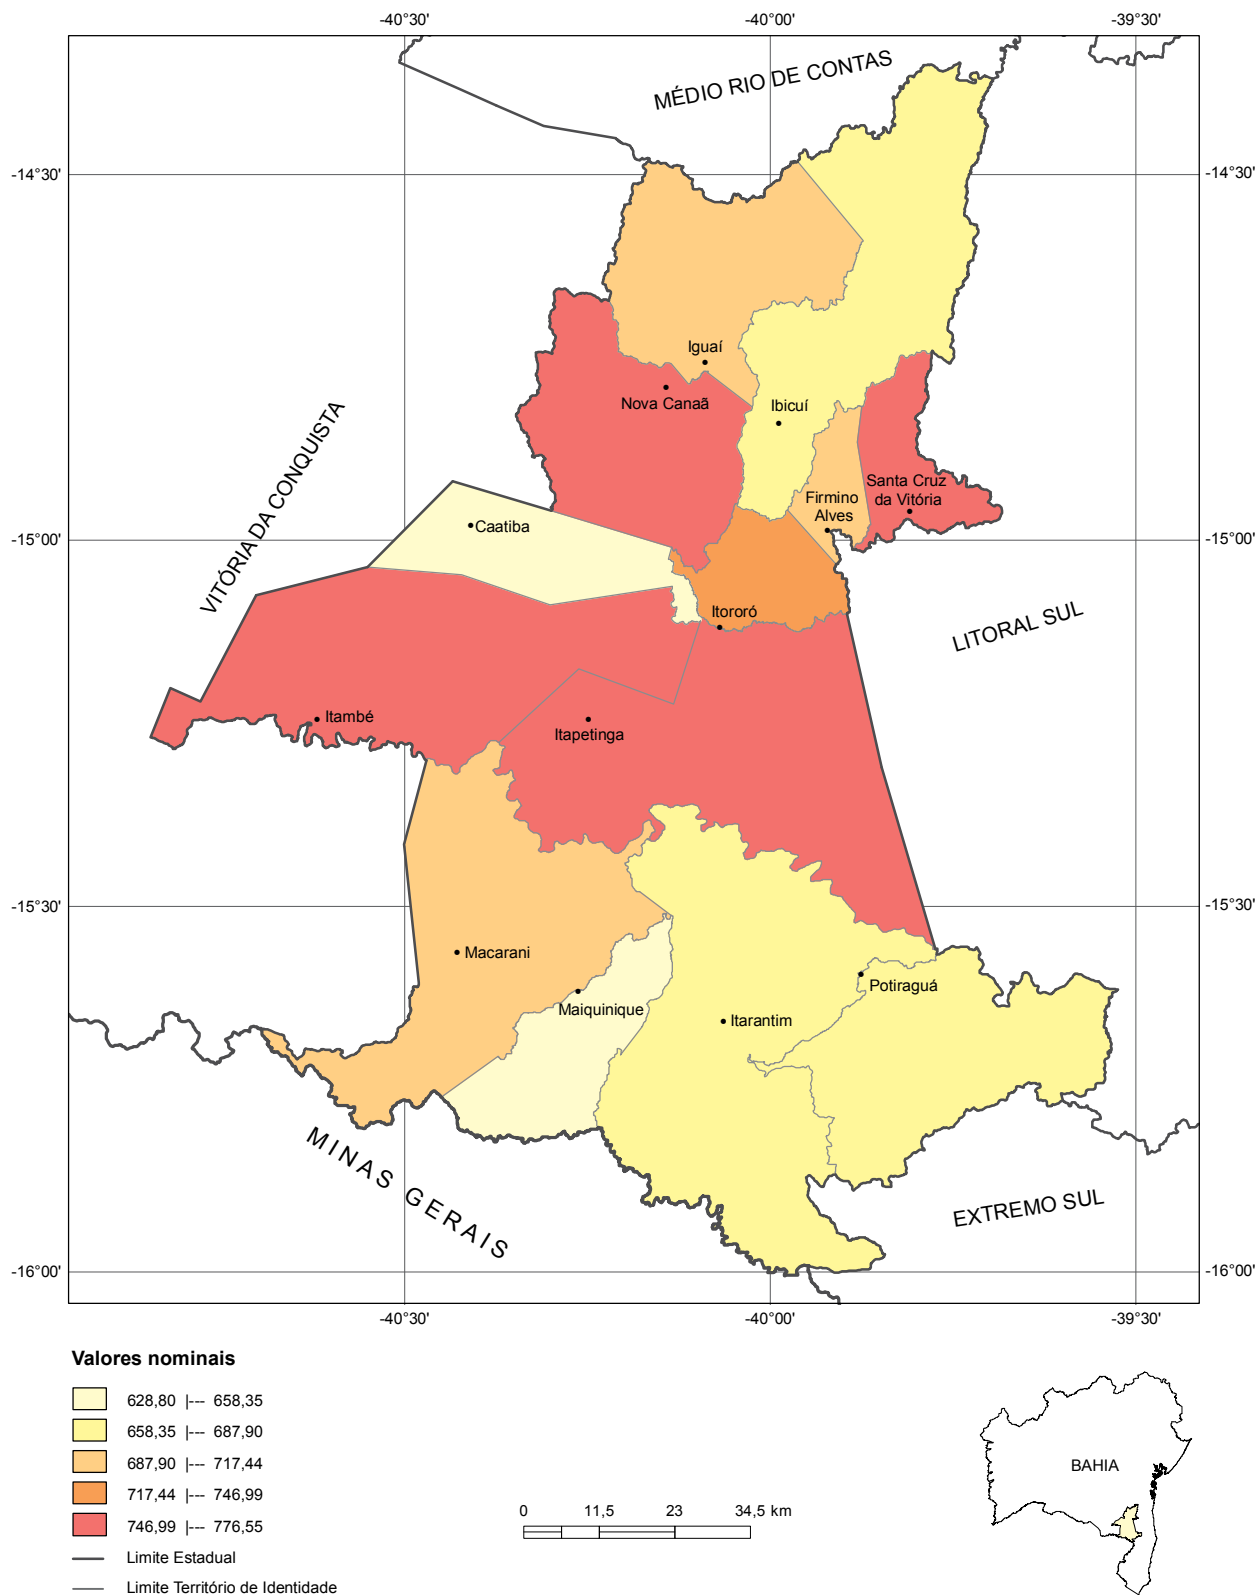 -40°30' -40°00' -39°30'
MÉDIO RIO DE CONTAS
-14°30' -14°30'
Iguaí
Nova Canaã
Ibicuí
Santa Cruz
da Vitória
Firmino
Alves
VITÓRIA DA CONQUISTA
Caatiba
-15°00' -15°00'
Itororó
LITORAL SUL
Itambé
Itapetinga
-15°30' -15°30'
Macarani
Potiraguá
Maiquinique
Itarantim
MINAS GERAIS
EXTREMO SUL
-16°00' -16°00'
-40°30' -40°00' -39°30'
Valores nominais
628,80 |--- 658,35
658,35 |--- 687,90
687,90 |--- 717,44
717,44 |--- 746,99
746,99 |--- 776,55
Limite Estadual
Limite Território de Identidade
0 11,5 23 34,5 km
BAHIA